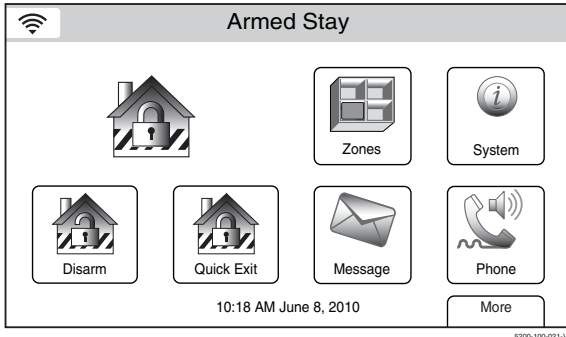 Armed Stay
Zones
System
Disarm
Quick Exit
Message
Phone
10:18 AM June 8, 2010
More